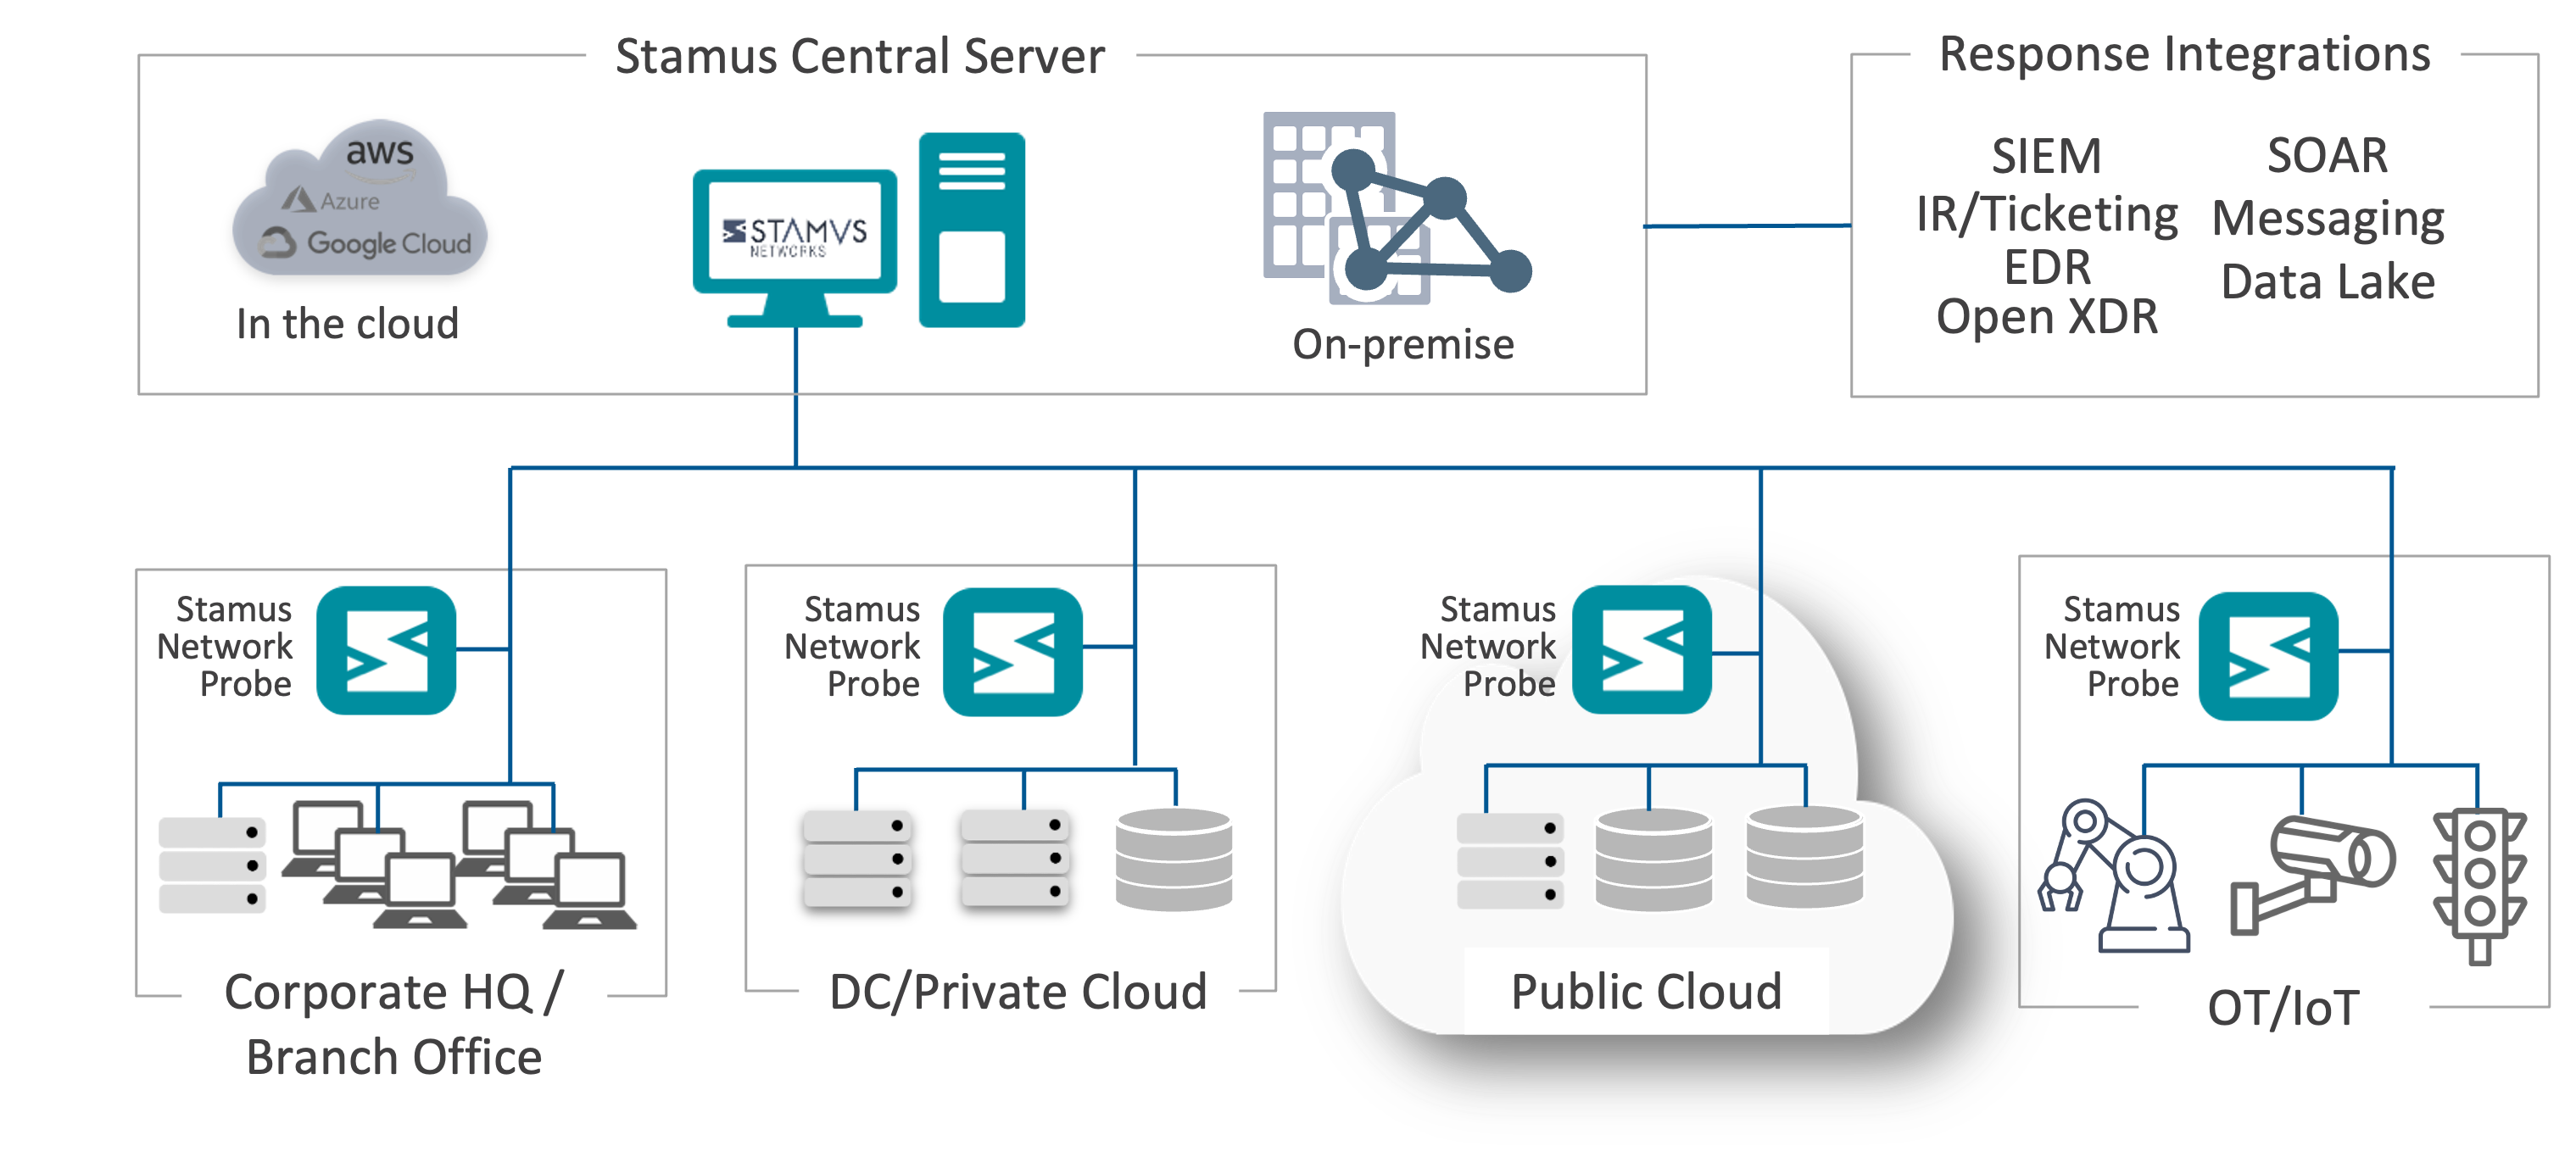 Stamus Central Server
Response Integrations
aws
Azure
Google Cloud
In the cloud
STAMVS
NETWORKS
On-premise
SIEM
IR/Ticketing
EDR
Open XDR
SOAR
Messaging
Data Lake
Stamus
Network
Probe
Corporate HQ /
Branch Office
Stamus
Network
Probe
DC/Private Cloud
Stamus
Network
Probe
Public Cloud
Stamus
Network
Probe
OT/IoT